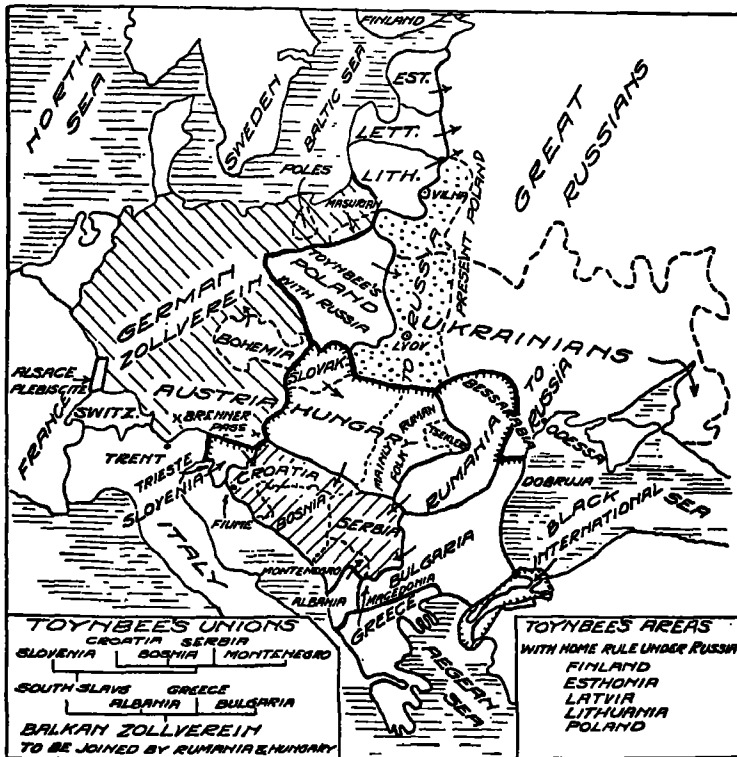 FINLAND
NORTH
SEA
SWEDEN
BALTIC SEA
EST.
LETT.
LITH.
VILNA
POLES
MASURIAN
GREAT
RUSSIANS
TOYNBEE'S
POLAND
WITH RUSSIA
TO RUSSIA
PRESENT POLAND
LVOV
GERMAN
ZOLLVEREIN
BOHEMIA
UKRAINIANS
ALSACE
PLEBISCITE
FRANCE
SWITZ.
AUSTRIA
BRENNER
PASS
SLOVAK
HUNGA
MAINLY RUMAN
FOLK
BESSARABIA
TO
RUSSIA
ODESSA
TRENT
TRIESTE
SLOVENIA
FIUME
CROATIA
BOSNIA
SERBIA
RUMANIA
DOBRUJA
BLACK
INTERNATIONAL SEA
ITALY
MONTENEGRO
ALBANIA
MACEDONIA
BULGARIA
GREECE
AEGEAN
SEA
TOYNBEE'S UNIONS
CROATIA SERBIA
SLOVENIA BOSNIA MONTENEGRO
SOUTH SLAVS GREECE
ALBANIA BULGARIA
BALKAN ZOLLVEREIN
TO BE JOINED BY RUMANIA & HUNGARY
TOYNBEE'S AREAS
WITH HOME RULE UNDER RUSSIA
FINLAND
ESTHONIA
LATVIA
LITHUANIA
POLAND